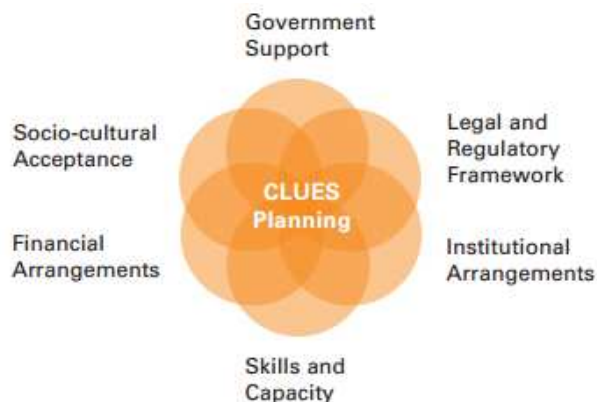 Government
Support
Socio-cultural
Acceptance
Legal and
Regulatory
Framework
CLUES
Planning
Financial
Arrangements
Institutional
Arrangements
Skills and
Capacity